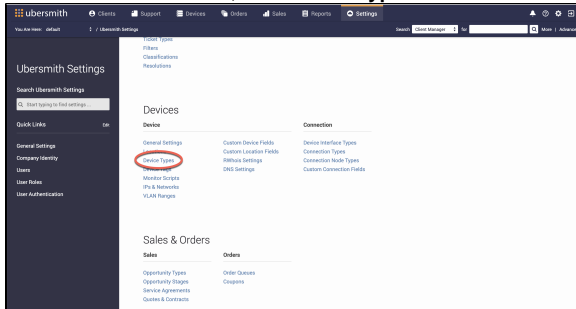 ubersmith
Clients
Support
Devices
Orders
Sales
Reports
Settings
You Are Here: default / Ubersmith Settings
Search Client Manager for
More | Advanced
Ubersmith Settings
Search Ubersmith Settings
Start typing to find settings...
Quick Links
Edit
General Settings
Company Identity
Users
User Roles
User Authentication
Ticket Types
Filters
Classifications
Resolutions
Devices
Device
General Settings
Device Types
Monitor Scripts
IPs & Networks
VLAN Ranges
Custom Device Fields
Custom Location Fields
RWhois Settings
DNS Settings
Connection
Device Interface Types
Connection Types
Connection Node Types
Custom Connection Fields
Sales & Orders
Sales
Opportunity Types
Opportunity Stages
Service Agreements
Quotes & Contracts
Orders
Order Queues
Coupons